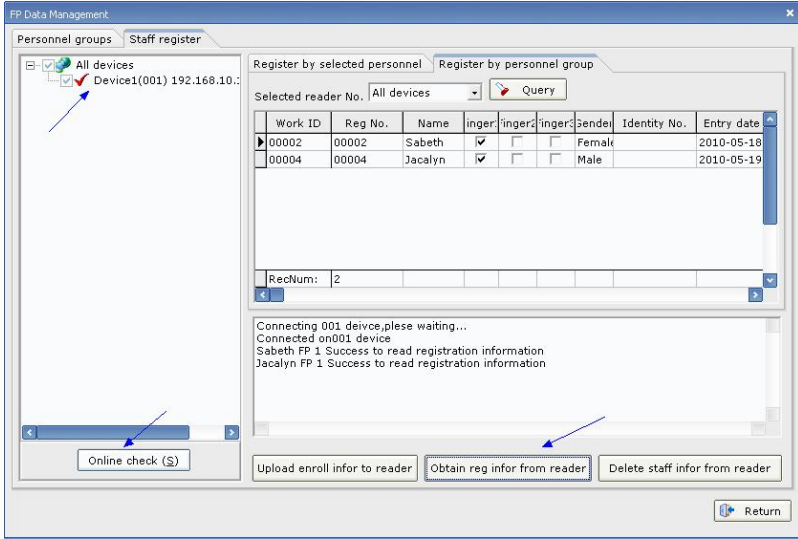 FP Data Management
Personnel groups Staff register
All devices
Device1(001) 192.168.10.:
Online check (S)
Register by selected personnel Register by personnel group
Selected reader No. All devices Query
Work ID Reg No. Name inger: Finger2 Finger3 Gender Identity No. Entry date
00002 00002 Sabeth Female 2010-05-18
00004 00004 Jacalyn Male 2010-05-19
RecNum: 2
Connecting 001 deivce,plese waiting...
Connected on001 device
Sabeth FP 1 Success to read registration information
Jacalyn FP 1 Success to read registration information
Upload enroll infor to reader Obtain reg infor from reader Delete staff infor from reader
Return